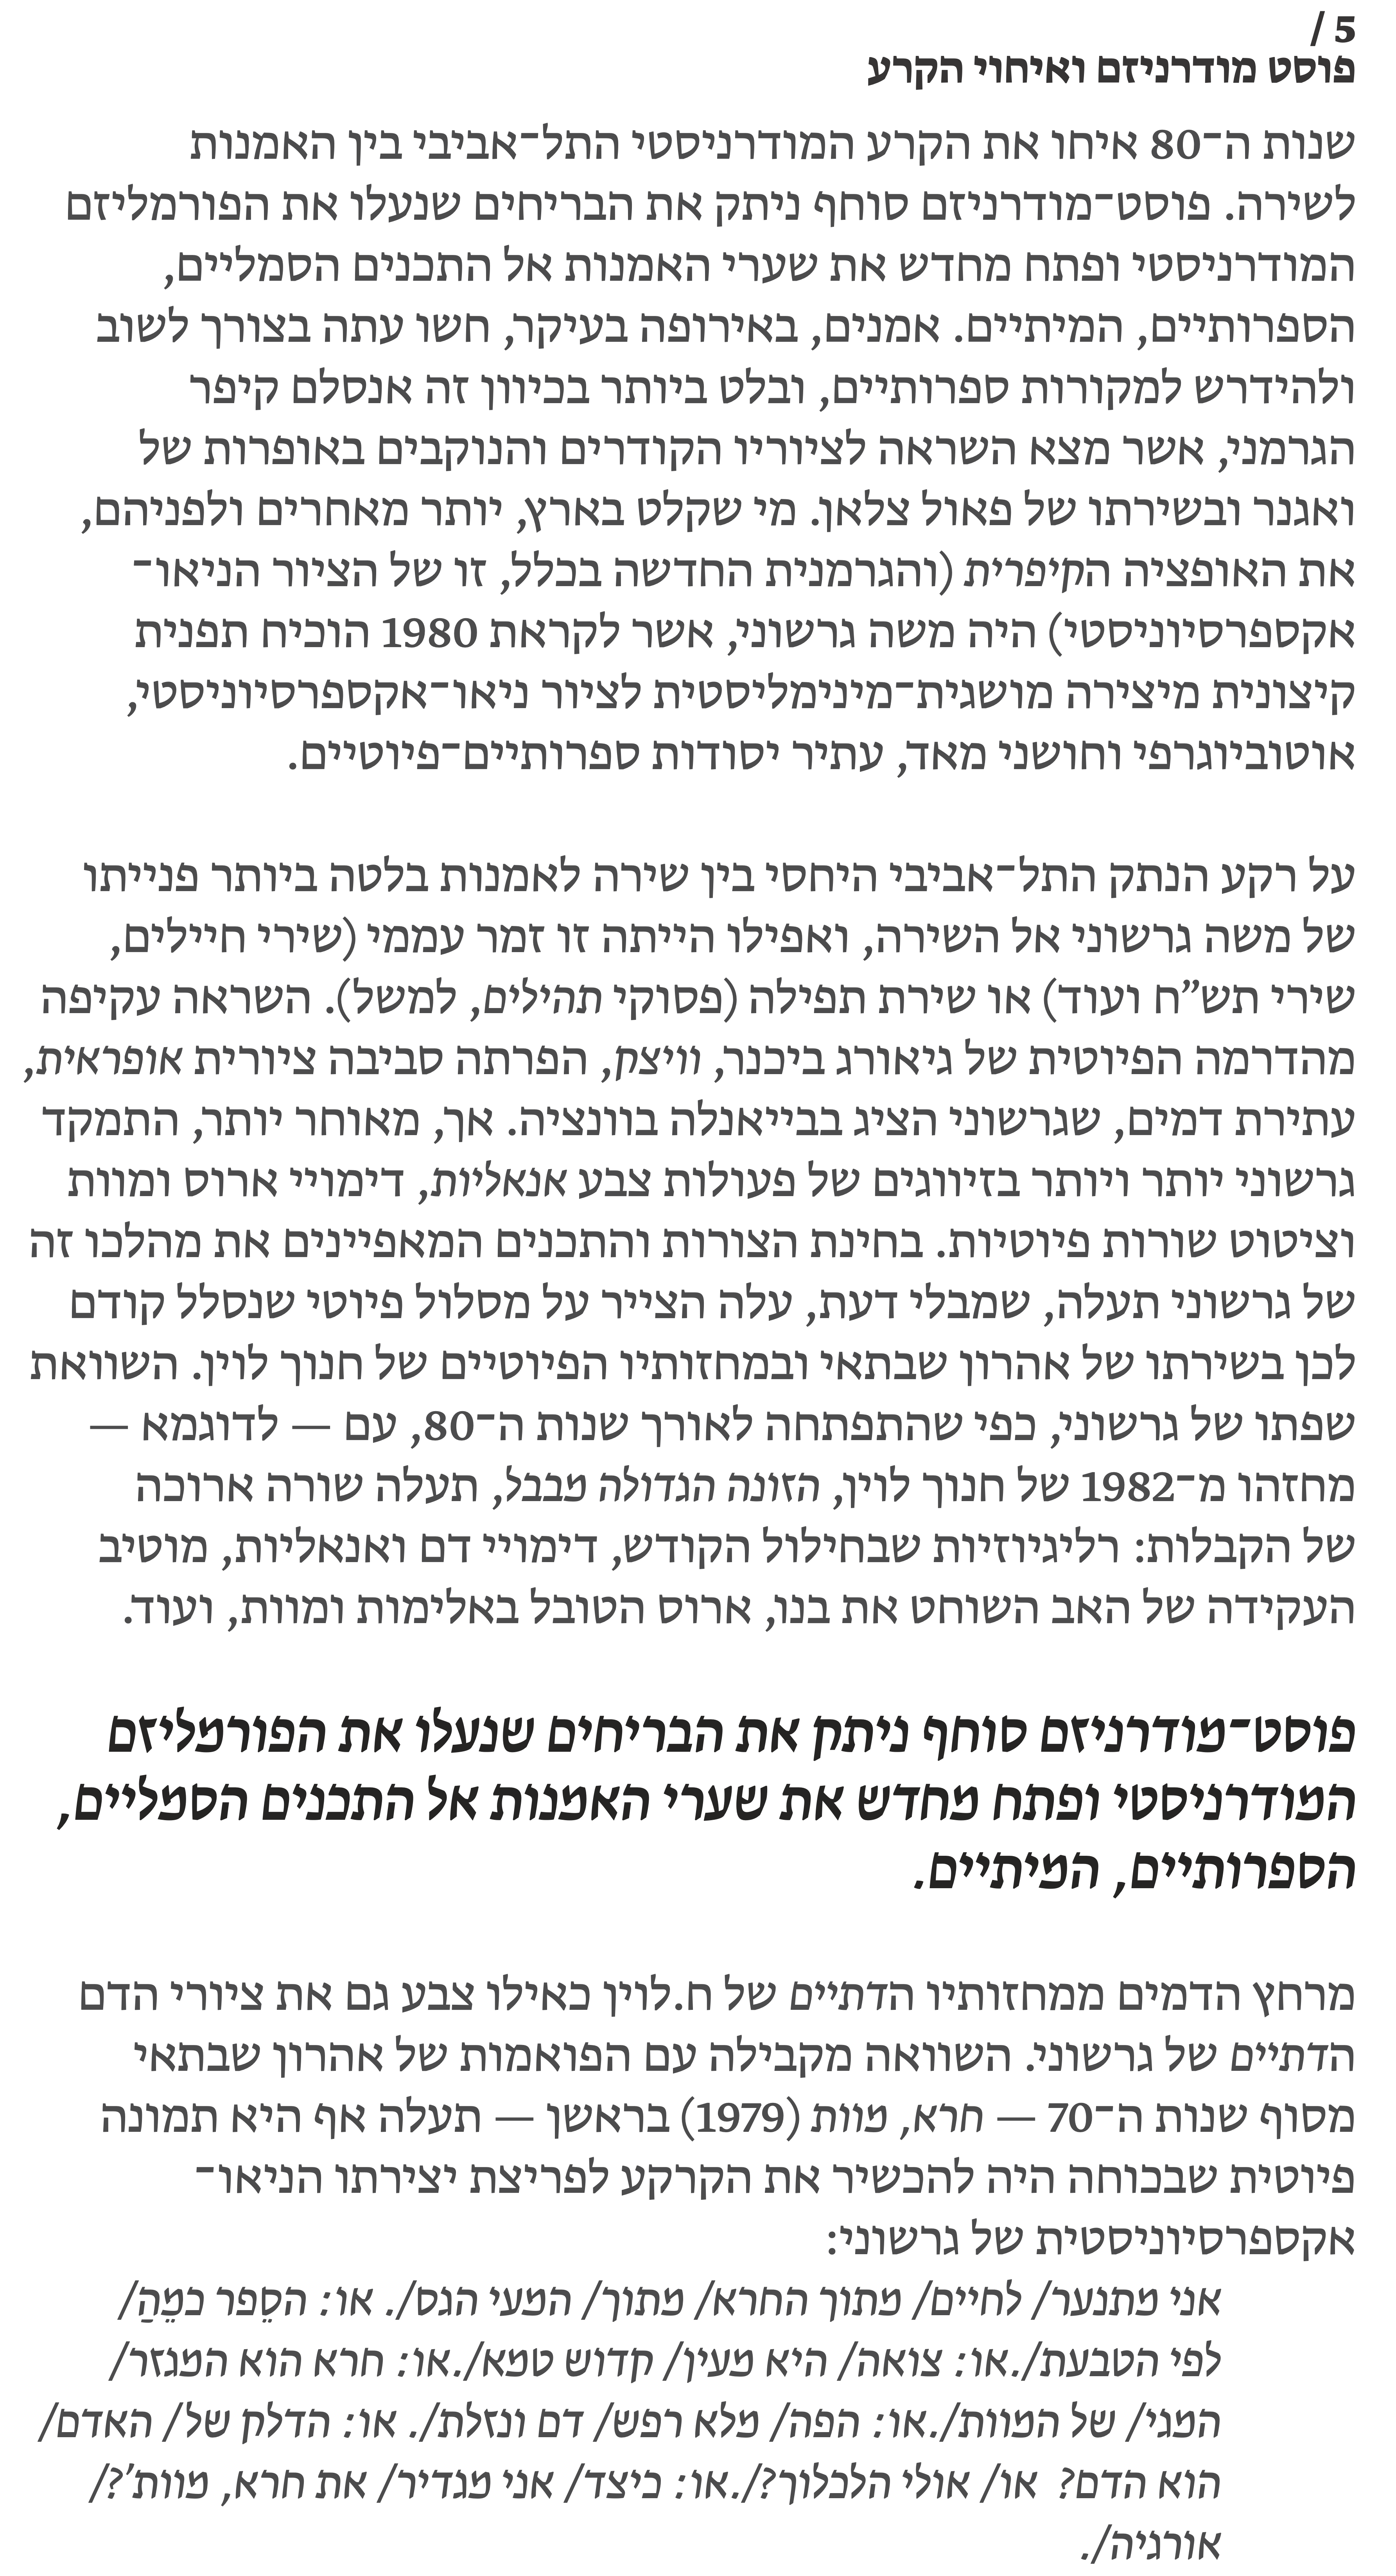 5 /
פוסט מודרניזם ואיחוי הקרע
שנות ה־80 איחו את הקרע המודרניסטי התל־אביבי בין האמנות
לשירה. פוסט־מודרניזם סוחף ניתק את הבריחים שנעלו את הפורמליזם
המודרניסטי ופתח מחדש את שערי האמנות אל התכנים הסמליים,
הספרותיים, המיתיים. אמנים, באירופה בעיקר, חשו עתה בצורך לשוב
ולהידרש למקורות ספרותיים, ובלט ביותר בכיוון זה אנסלם קיפר
הגרמני, אשר מצא השראה לציוריו הקודרים והנוקבים באופרות של
ואגנר ובשירתו של פאול צלאן. מי שקלט בארץ, יותר מאחרים ולפניהם,
את האופציה הקיפרית (והגרמנית החדשה בכלל, זו של הציור הניאו־
אקספרסיוניסטי) היה משה גרשוני, אשר לקראת 1980 הוכיח תפנית
קיצונית מיצירה מושגית־מינימליסטית לציור ניאו־אקספרסיוניסטי,
אוטוביוגרפי וחושני מאד, עתיר יסודות ספרותיים־פיוטיים.
על רקע הנתק התל־אביבי היחסי בין שירה לאמנות בלטה ביותר פנייתו
של משה גרשוני אל השירה, ואפילו הייתה זו זמר עממי (שירי חיילים,
שירי תש”ח ועוד) או שירת תפילה (פסוקי תהילים, למשל). השראה עקיפה
מהדרמה הפיוטית של גיאורג ביכנר, וויצק, הפרתה סביבה ציורית אופראית,
עתירת דמים, שגרשוני הציג בבייאנלה בוונציה. אך, מאוחר יותר, התמקד
גרשוני יותר ויותר בזיווגים של פעולות צבע אנאליות, דימויי ארוס ומוות
וציטוט שורות פיוטיות. בחינת הצורות והתכנים המאפיינים את מהלכו זה
של גרשוני תעלה, שמבלי דעת, עלה הצייר על מסלול פיוטי שנסלל קודם
לכן בשירתו של אהרון שבתאי ובמחזותיו הפיוטיים של חנוך לוין. השוואת
שפתו של גרשוני, כפי שהתפתחה לאורך שנות ה־80, עם — לדוגמא —
מחזהו מ־1982 של חנוך לוין, הזונה הגדולה מבבל, תעלה שורה ארוכה
של הקבלות: רליגיוזיות שבחילול הקודש, דימויי דם ואנאליות, מוטיב
העקידה של האב השוחט את בנו, ארוס הטובל באלימות ומוות, ועוד.
פוסט־מודרניזם סוחף ניתק את הבריחים שנעלו את הפורמליזם
המודרניסטי ופתח מחדש את שערי האמנות אל התכנים הסמליים,
הספרותיים, המיתיים.
מרחץ הדמים ממחזותיו הדתיים של ח.לוין כאילו צבע גם את ציורי הדם
הדתיים של גרשוני. השוואה מקבילה עם הפואמות של אהרון שבתאי
מסוף שנות ה־70 — חרא, מוות (1979) בראשן — תעלה אף היא תמונה
פיוטית שבכוחה היה להכשיר את הקרקע לפריצת יצירתו הניאו־
אקספרסיוניסטית של גרשוני:
אני מתנער/ לחיים/ מתוך החרא/ מתוך/ המעי הגס/. או: הסֵפר כמֵהַ/
לפי הטבעת/.או: צואה/ היא מעין/ קדוש טמא/.או: חרא הוא המגזר/
המגי/ של המוות/.או: הפה/ מלא רפש/ דם ונזלת/. או: הדלק של/ האדם/
הוא הדם? או/ אולי הלכלוך?/.או: כיצד/ אני מגדיר/ את חרא, מוות’?/
אורגיה/.